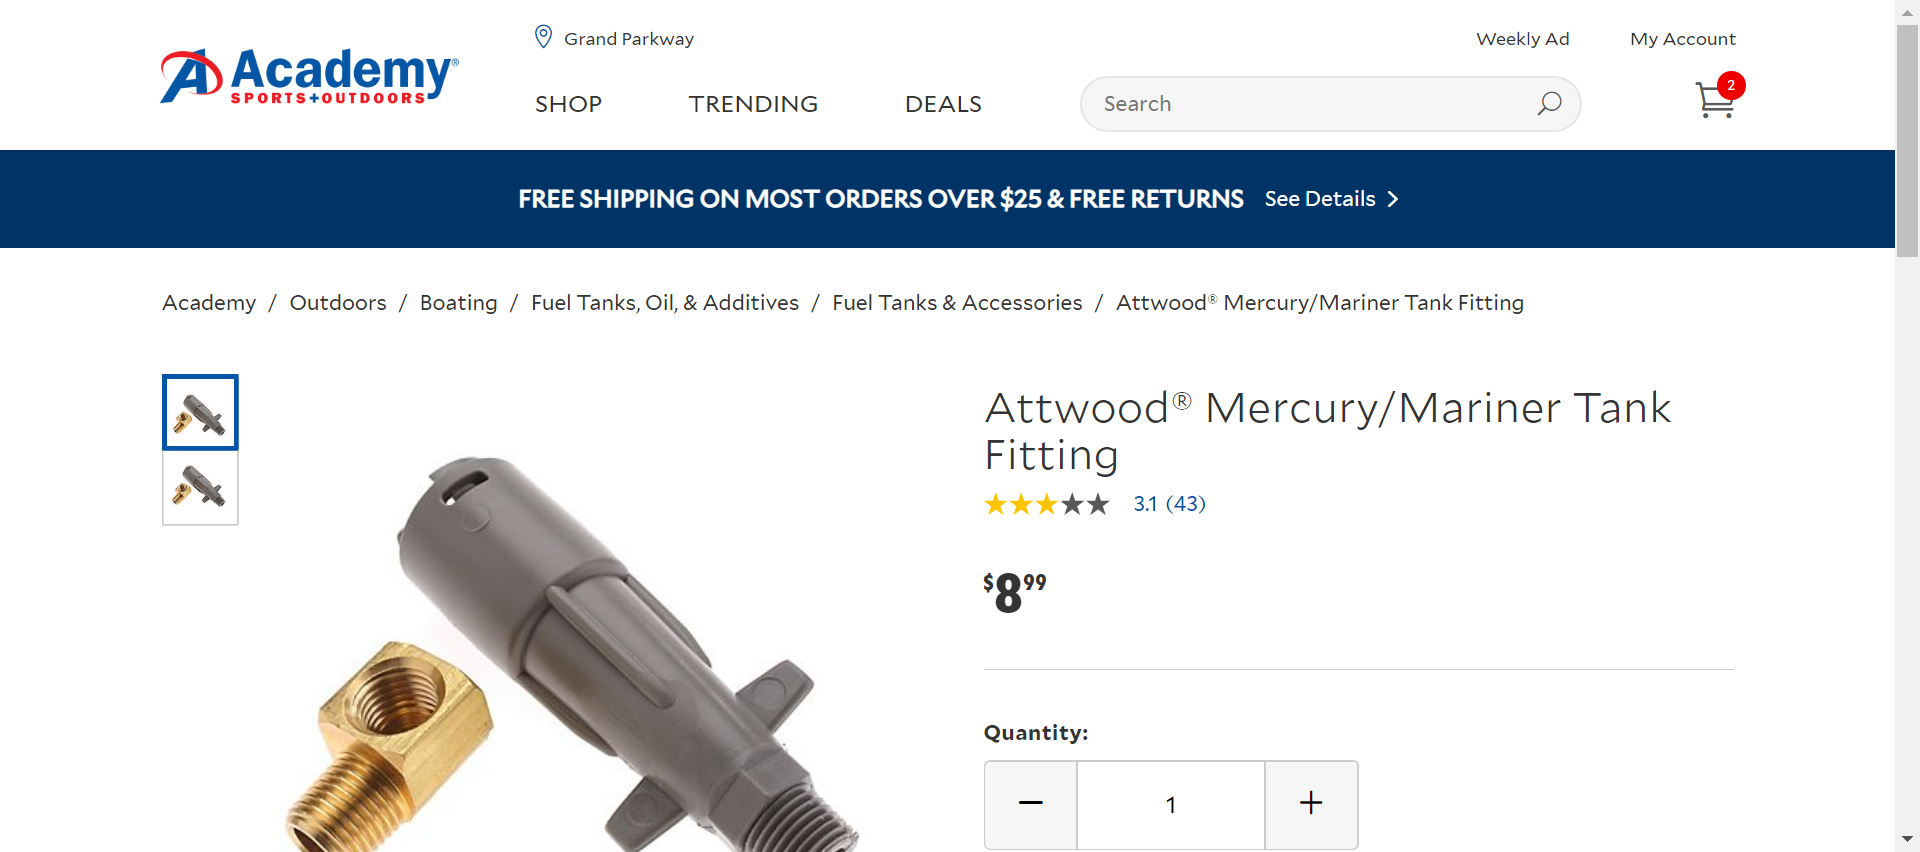 Grand Parkway
Weekly Ad
My Account
Academy®
SPORTS+OUTDOORS
SHOP
TRENDING
DEALS
Search
2
FREE SHIPPING ON MOST ORDERS OVER $25 & FREE RETURNS See Details
Academy / Outdoors / Boating / Fuel Tanks, Oil, & Additives / Fuel Tanks & Accessories / Attwood® Mercury/Mariner Tank Fitting
Attwood® Mercury/Mariner Tank
Fitting
3.1 (43)
$8 99
Quantity:
1